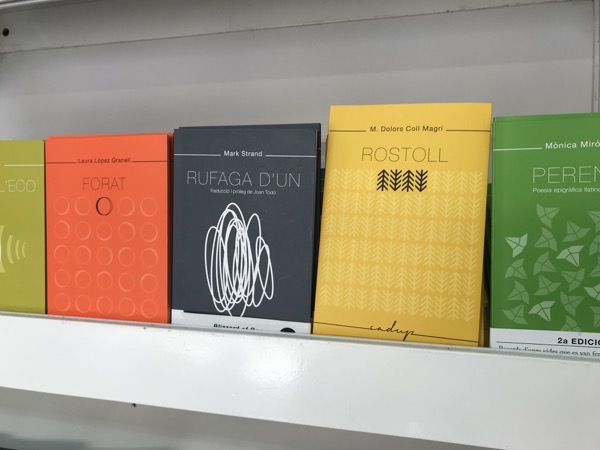 L'ECO
Laura López Granell
FORAT
Mark Strand
RUFAGA D'UN
Traducció i pròleg de Joan Todó
M. Dolors Coll Magrí
ROSTOLL
cadup
Mònica Miró
PEREN
Poesia epigràfica llatina
2a EDICIÓ